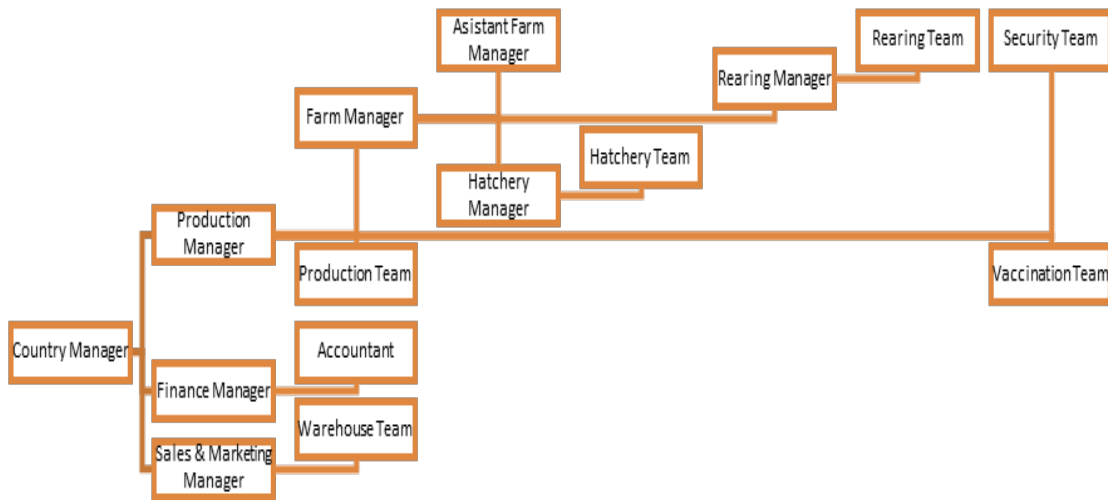 Asistant Farm
Manager
Rearing Team
Security Team
Rearing Manager
Farm Manager
Hatchery Team
Hatchery
Manager
Production
Manager
Production Team
Vaccination Team
Country Manager
Accountant
Finance Manager
Warehouse Team
Sales & Marketing
Manager